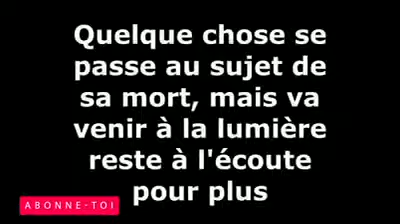 Quelque chose se
passe au sujet de
sa mort, mais va
venir à la lumière
reste à l'écoute
pour plus
ABONNE-TOI